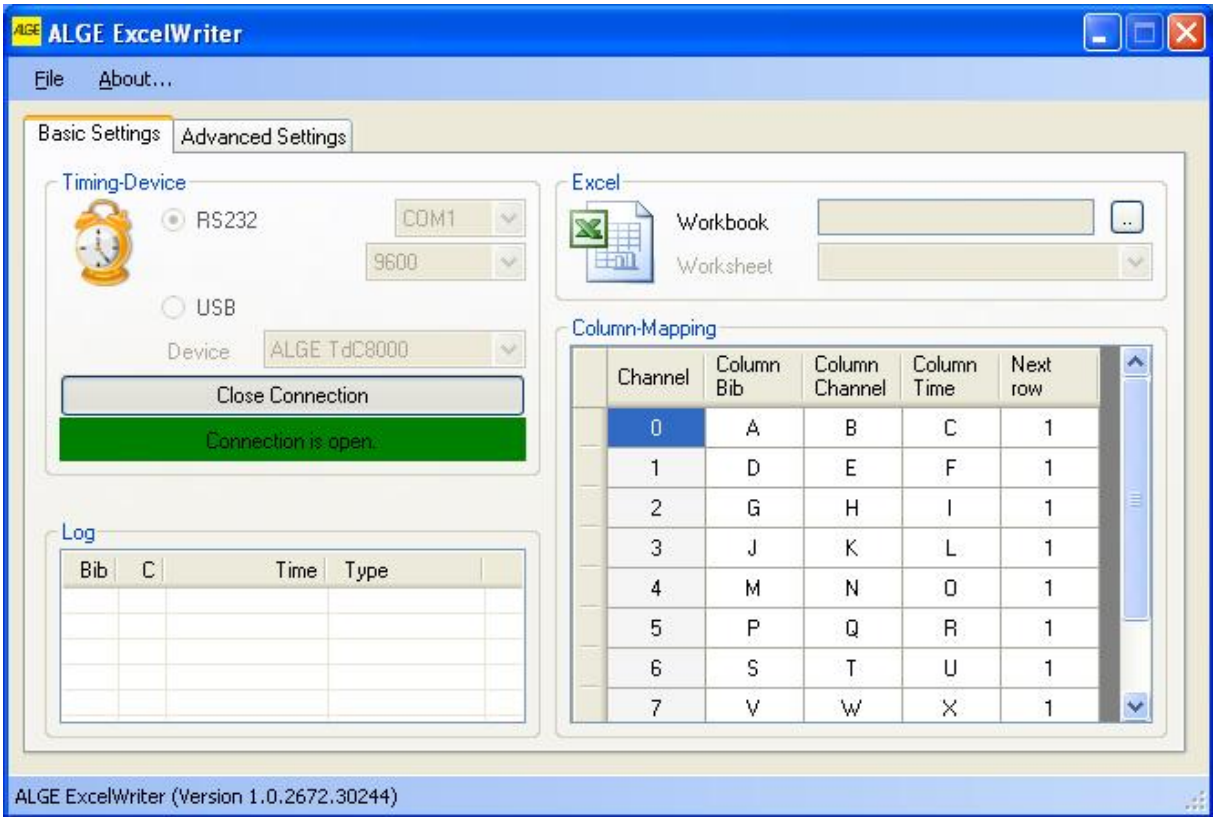 ALGE ALGE ExcelWriter
File About...
Basic Settings Advanced Settings
Timing-Device
RS232 COM1
9600
USB
Device ALGE TdC8000
Close Connection
Connection is open.
Log
Bib C Time Type
Excel
Workbook ..
Worksheet
Column-Mapping
Channel Column Bib Column Channel Column Time Next row
0 A B C 1
1 D E F 1
2 G H I 1
3 J K L 1
4 M N O 1
5 P Q R 1
6 S T U 1
7 V W X 1
ALGE ExcelWriter (Version 1.0.2672.30244)